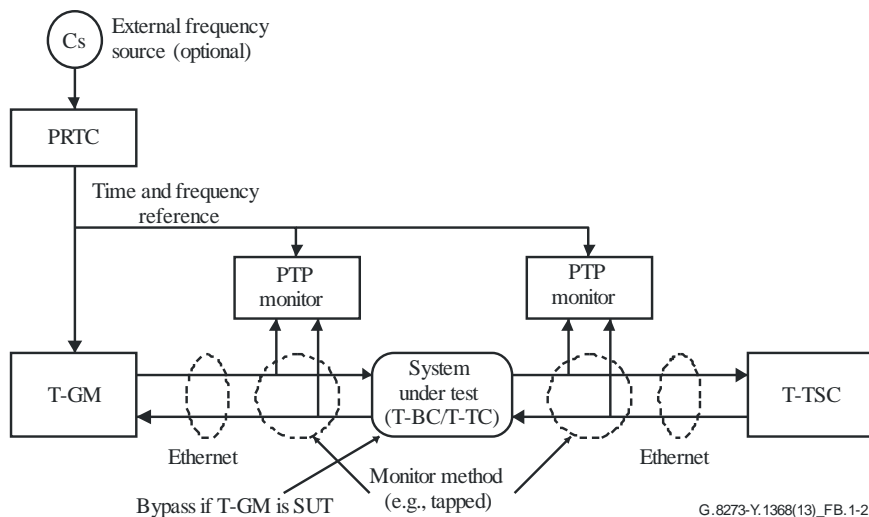 Cs
External frequency
source (optional)
PRTC
Time and frequency
reference
PTP
monitor
PTP
monitor
T-GM
System
under test
(T-BC/T-TC)
T-TSC
Ethernet
Monitor method
(e.g., tapped)
Ethernet
Bypass if T-GM is SUT
G.8273-Y.1368(13)_FB.1-2